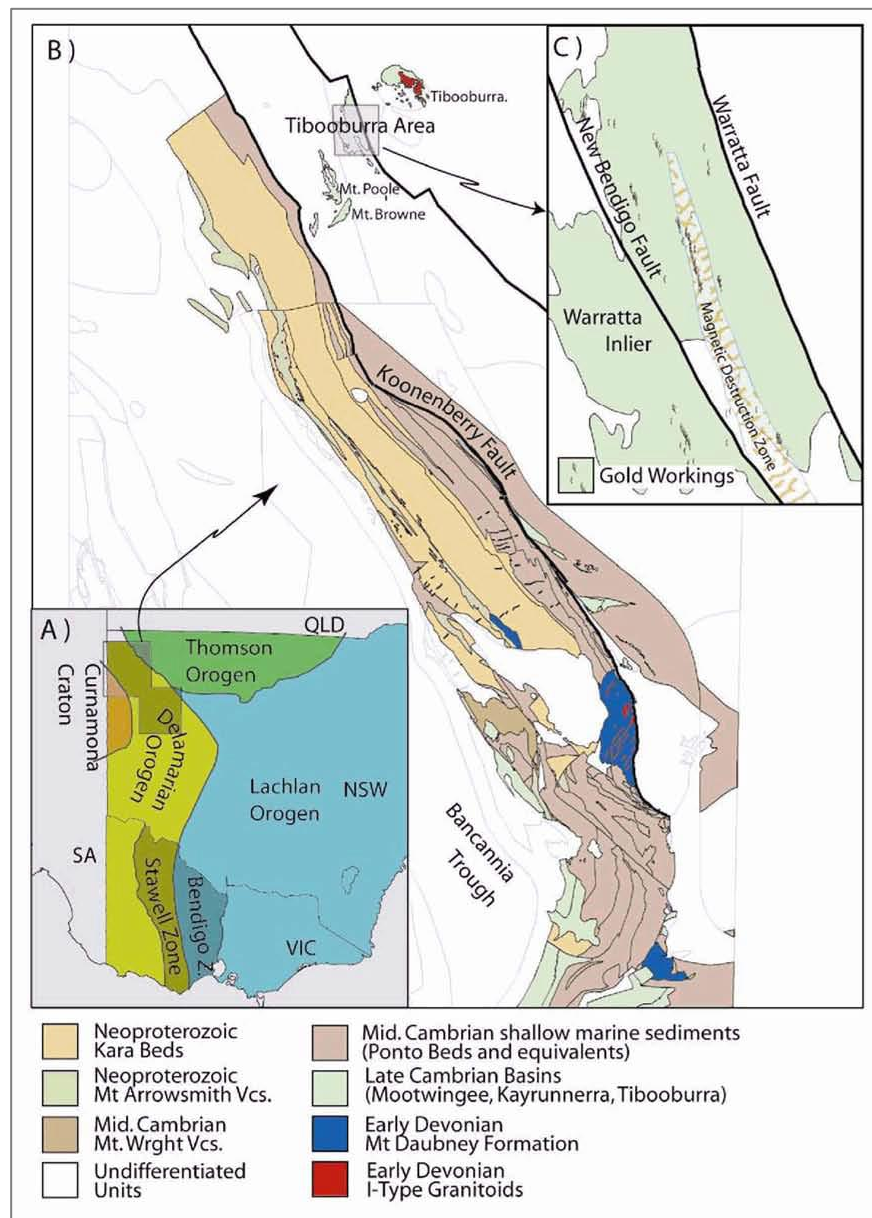 B )
Tibooburra.
Tibooburra Area
Mt. Poole
Mt. Browne
Koonenberry Fault
Bancannia
Trough
C )
Warratta Fault
New Bendigo Fault
Warratta
Inlier
Magnetic Destruction Zone
Gold Workings
A )
QLD
Thomson
Orogen
Curnamona
Craton
Delamarian
Orogen
Lachlan
Orogen
NSW
SA
Stawell Zone
Bendigo Z.
VIC
Neoproterozoic
Kara Beds
Neoproterozoic
Mt Arrowsmith Vcs.
Mid. Cambrian
Mt. Wrght Vcs.
Undifferentiated
Units
Mid. Cambrian shallow marine sediments
(Ponto Beds and equivalents)
Late Cambrian Basins
(Mootwingee, Kayrunnerra, Tibooburra)
Early Devonian
Mt Daubney Formation
Early Devonian
I-Type Granitoids